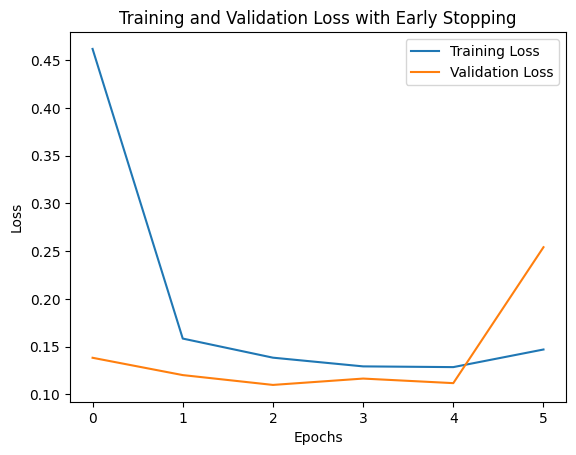 Training and Validation Loss with Early Stopping
Training Loss
Validation Loss
0.45
0.40
0.35
0.30
0.25
0.20
0.15
0.10
Loss
0 1 2 3 4 5
Epochs